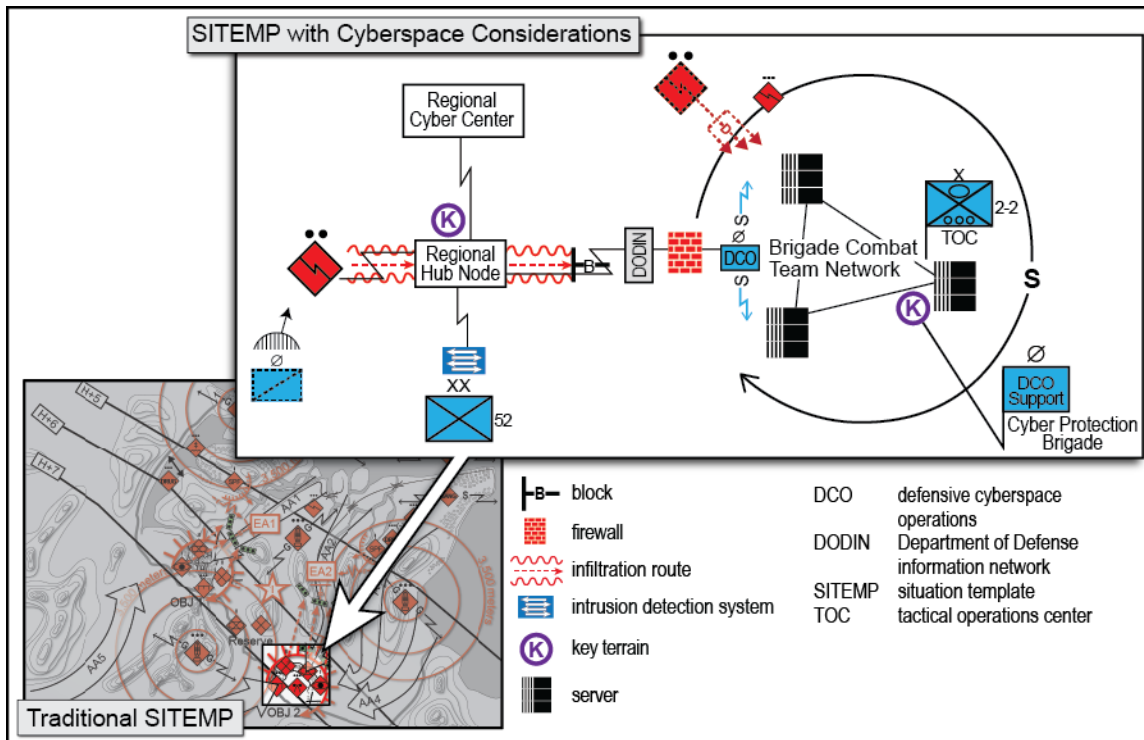 SITEMP with Cyberspace Considerations
Regional
Cyber Center
K
Regional
Hub Node
B
DODIN
S
Ø
DCO
S
D
Brigade Combat
Team Network
X
2-2
TOC
K
S
Ø
DCO
Support
Cyber Protection
Brigade
Ø
XX
52
H+5
H+6
H+7
AA1
EA1
AA2
EA2
G
G
G
G
S
3,600 meters
OBJ 1
Reserve
AA5
AA4
OBJ 2
Traditional SITEMP
B block
firewall
infiltration route
intrusion detection system
K key terrain
server
DCO defensive cyberspace
operations
DODIN Department of Defense
information network
SITEMP situation template
TOC tactical operations center